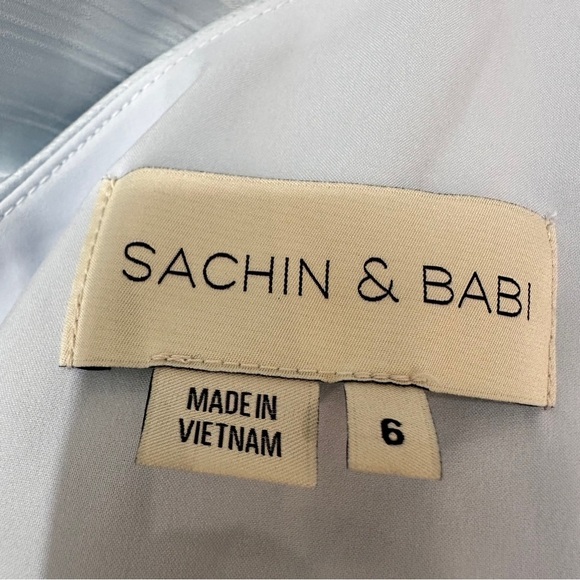 SACHIN & BABI
MADE IN
VIETNAM
6